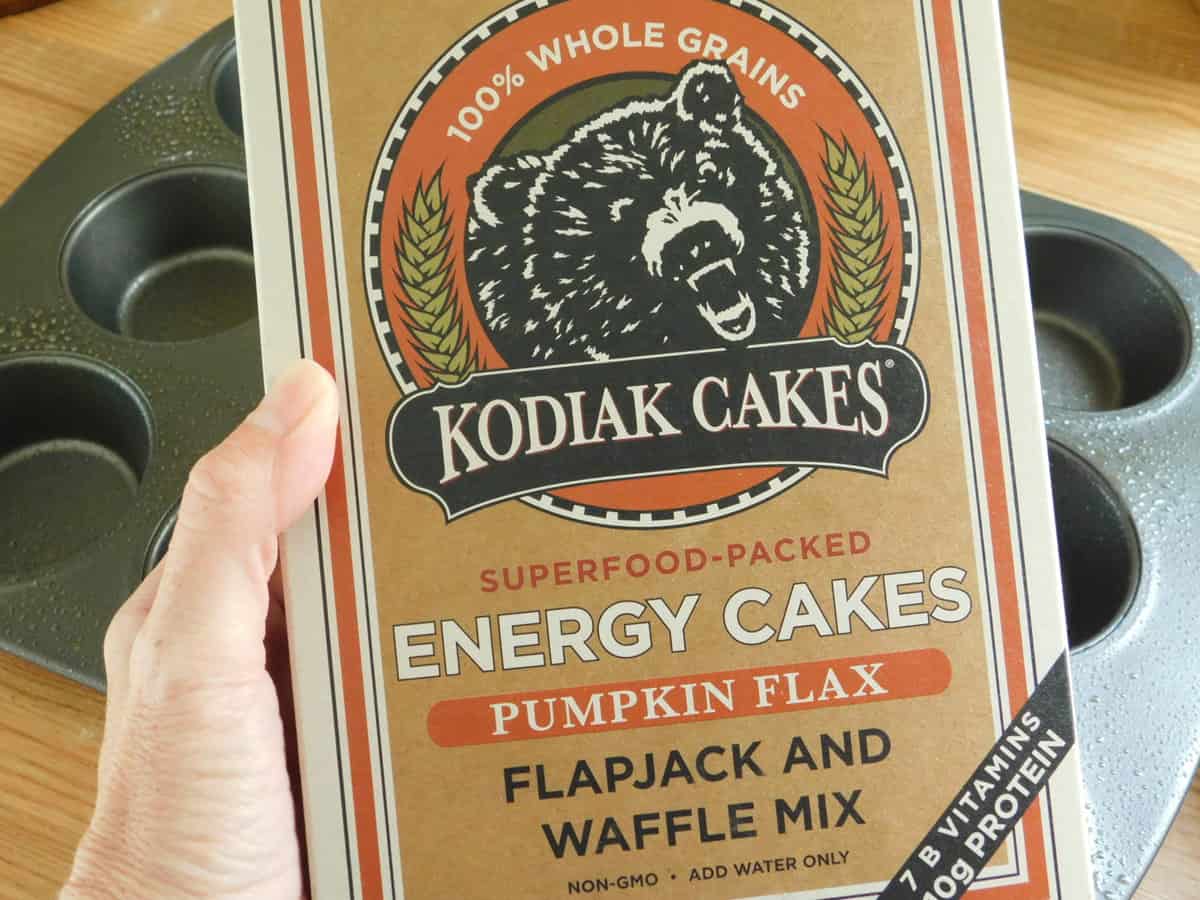 100% WHOLE GRAINS
KODIAK CAKES®
SUPERFOOD-PACKED
ENERGY CAKES
PUMPKIN FLAX
FLAPJACK AND
WAFFLE MIX
NON-GMO • ADD WATER ONLY
7 B VITAMINS
10g PROTEIN